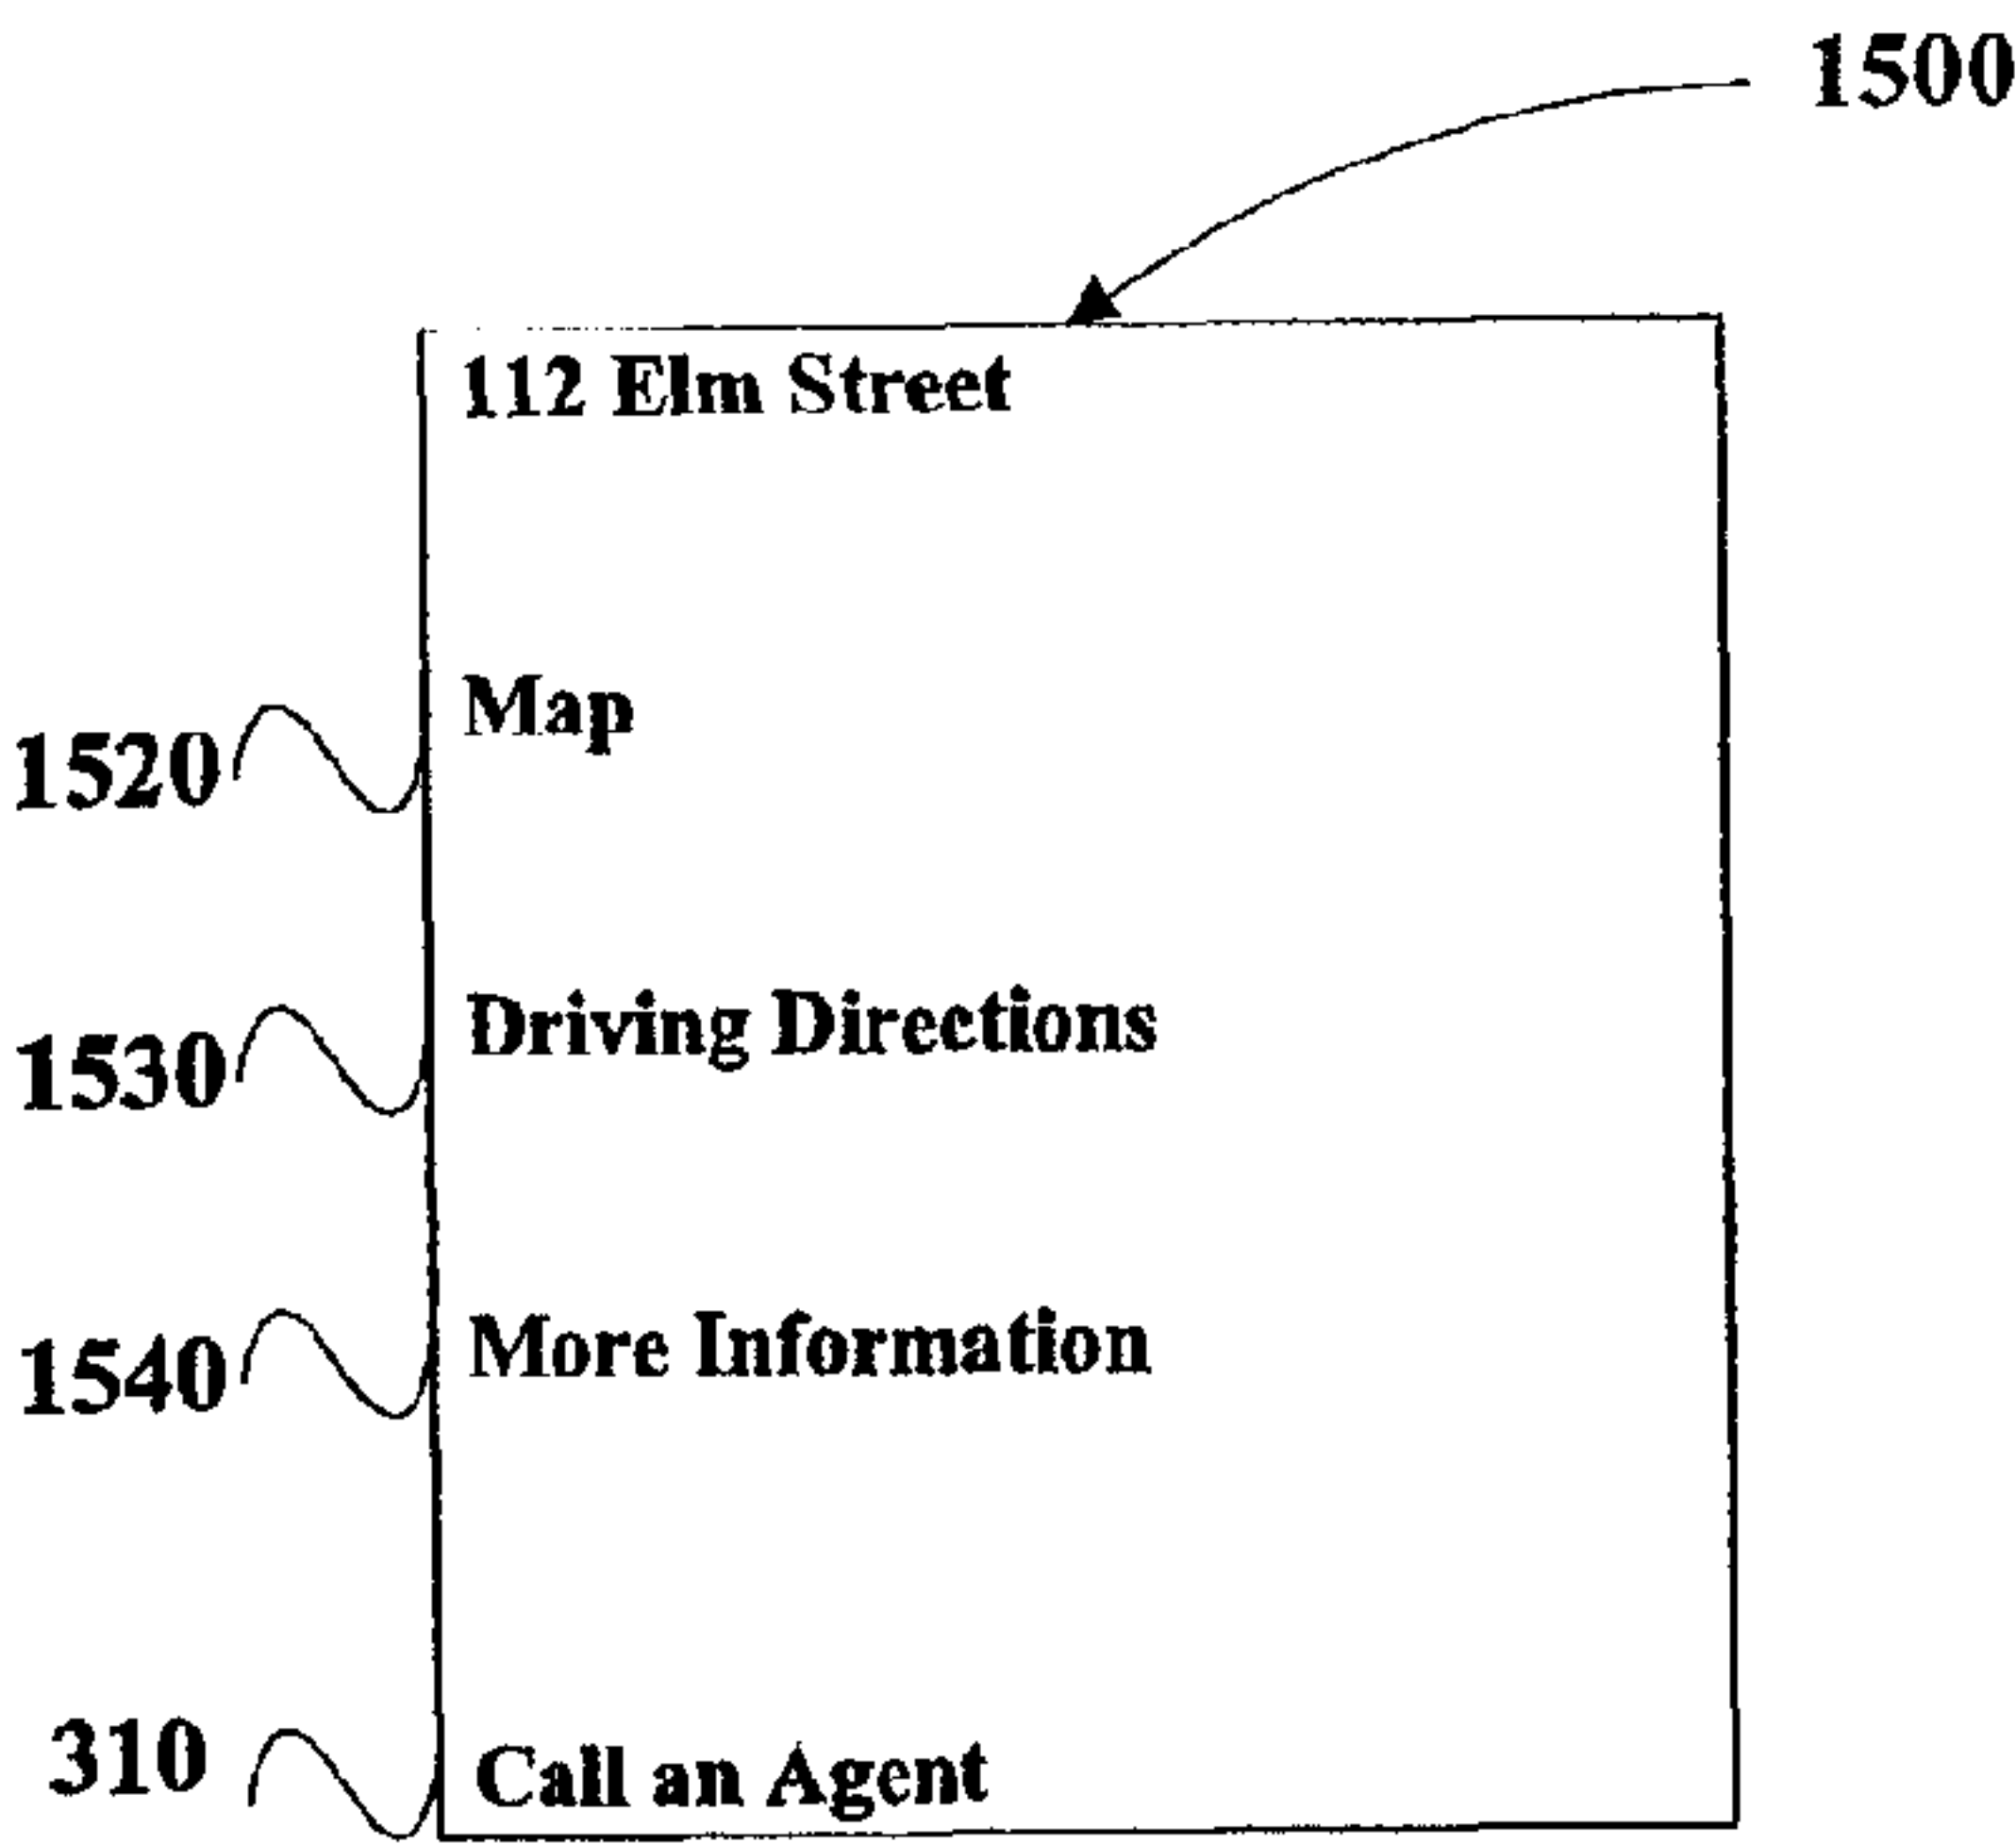 1500
112 Elm Street
1520 Map
1530 Driving Directions
1540 More Information
310 Call an Agent